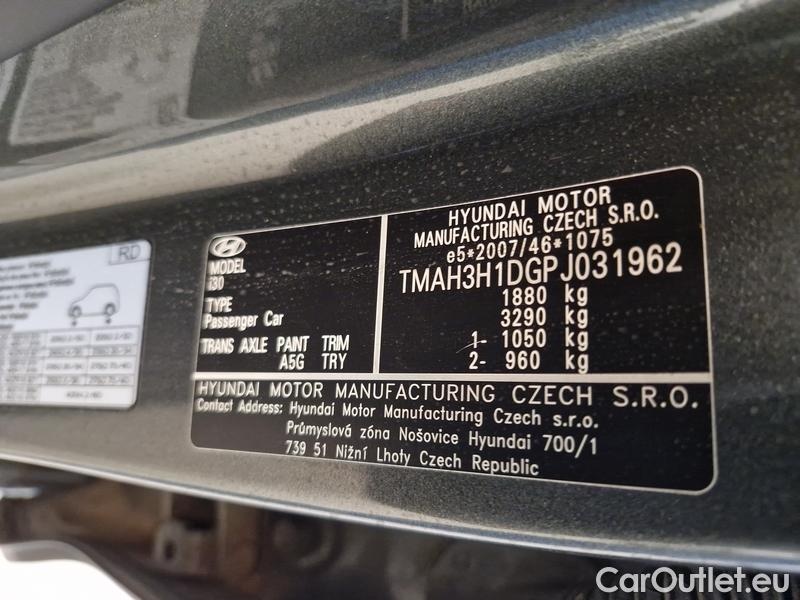 RD
MODEL
i30
TYPE
Passenger Car
TRANS AXLE PAINT TRIM
A5G TRY
HYUNDAI MOTOR
MANUFACTURING CZECH S.R.O.
e5*2007/46*1075
TMAH3H1DGPJ031962
1880 kg
3290 kg
1- 1050 kg
2- 960 kg
HYUNDAI MOTOR MANUFACTURING CZECH S.R.O.
Contact Address: Hyundai Motor Manufacturing Czech s.r.o.
Průmyslová zóna Nošovice Hyundai 700/1
739 51 Nižní Lhoty Czech Republic
CarOutlet.eu